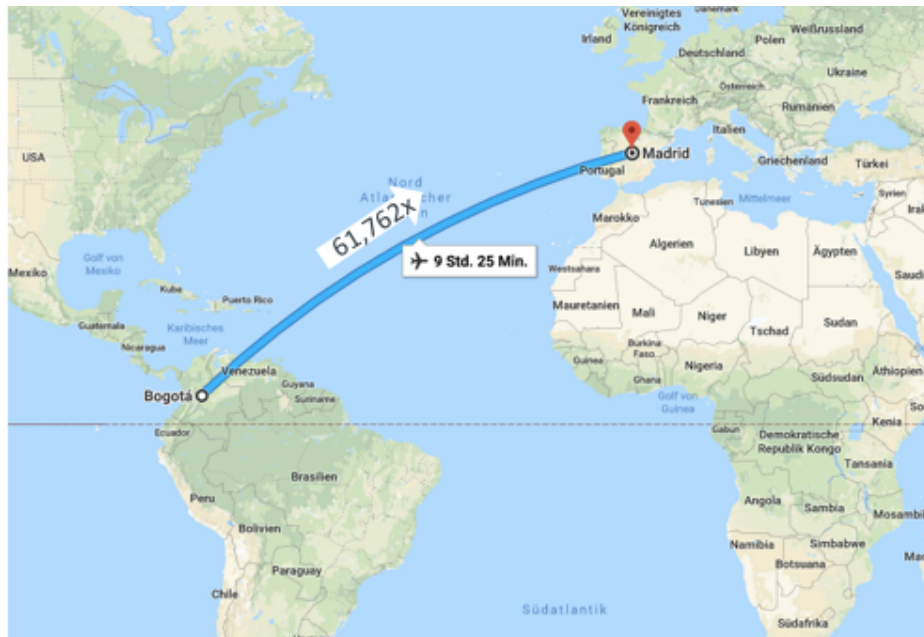 Dänemark
Vereinigtes
Königreich
Irland
Weißrussland
Polen
Deutschland
Ukraine
Österreich
Frankreich
Rumänien
Italien
USA
Madrid
Portugal
Griechenland
Türkei
Nord
Mittelmeer
Syrien
Tunesien
Marokko
61,762x
Golf von
Mexiko
9 Std. 25 Min.
Algerien
Libyen
Ägypten
Westsahara
Mexiko
Kuba
Puerto Rico
Mauretanien
Mali
Niger
Tschad
Sudan
Guatemala
Karibisches
Meer
Nicaragua
Burkina
Faso
Guinea
Venezuela
Nigeria
Guyana
Suriname
Ghana
Südsudan
Äthiopien
Bogotá
Golf von
Guinea
Ecuador
Gabun
Kenia
Demokratische
Republik Kongo
Tansania
Brasilien
Peru
Angola
Sambia
Bolivien
Namibia
Simbabwe
Botsuana
Paraguay
Chile
Südatlantik
Südafrika